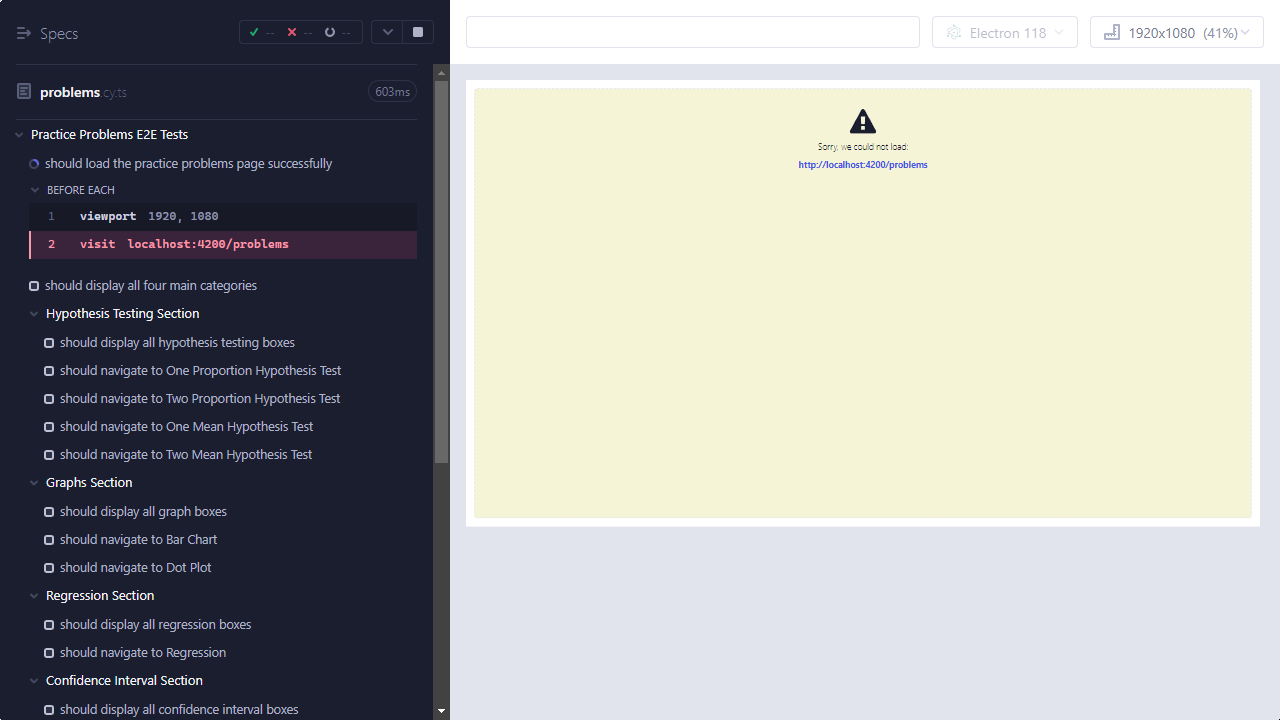 Specs
--
--
--
Electron 118
1920x1080 (41%)
problems.cy.ts
603ms
Practice Problems E2E Tests
should load the practice problems page successfully
BEFORE EACH
1 viewport 1920, 1080
2 visit localhost:4200/problems
should display all four main categories
Hypothesis Testing Section
should display all hypothesis testing boxes
should navigate to One Proportion Hypothesis Test
should navigate to Two Proportion Hypothesis Test
should navigate to One Mean Hypothesis Test
should navigate to Two Mean Hypothesis Test
Graphs Section
should display all graph boxes
should navigate to Bar Chart
should navigate to Dot Plot
Regression Section
should display all regression boxes
should navigate to Regression
Confidence Interval Section
should display all confidence interval boxes
Sorry, we could not load:
http://localhost:4200/problems